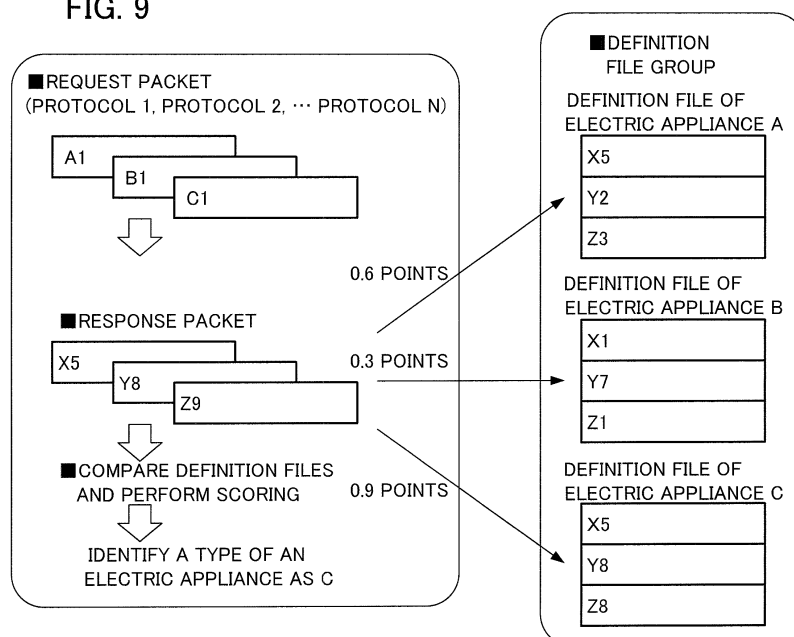 FIG. 9
■REQUEST PACKET
(PROTOCOL 1, PROTOCOL 2, ··· PROTOCOL N)
A1
B1
C1
0.6 POINTS
■RESPONSE PACKET
X5
Y8
Z9
0.3 POINTS
■COMPARE DEFINITION FILES
AND PERFORM SCORING
0.9 POINTS
IDENTIFY A TYPE OF AN
ELECTRIC APPLIANCE AS C
■DEFINITION
FILE GROUP
DEFINITION FILE OF
ELECTRIC APPLIANCE A
X5
Y2
Z3
DEFINITION FILE OF
ELECTRIC APPLIANCE B
X1
Y7
Z1
DEFINITION FILE OF
ELECTRIC APPLIANCE C
X5
Y8
Z8